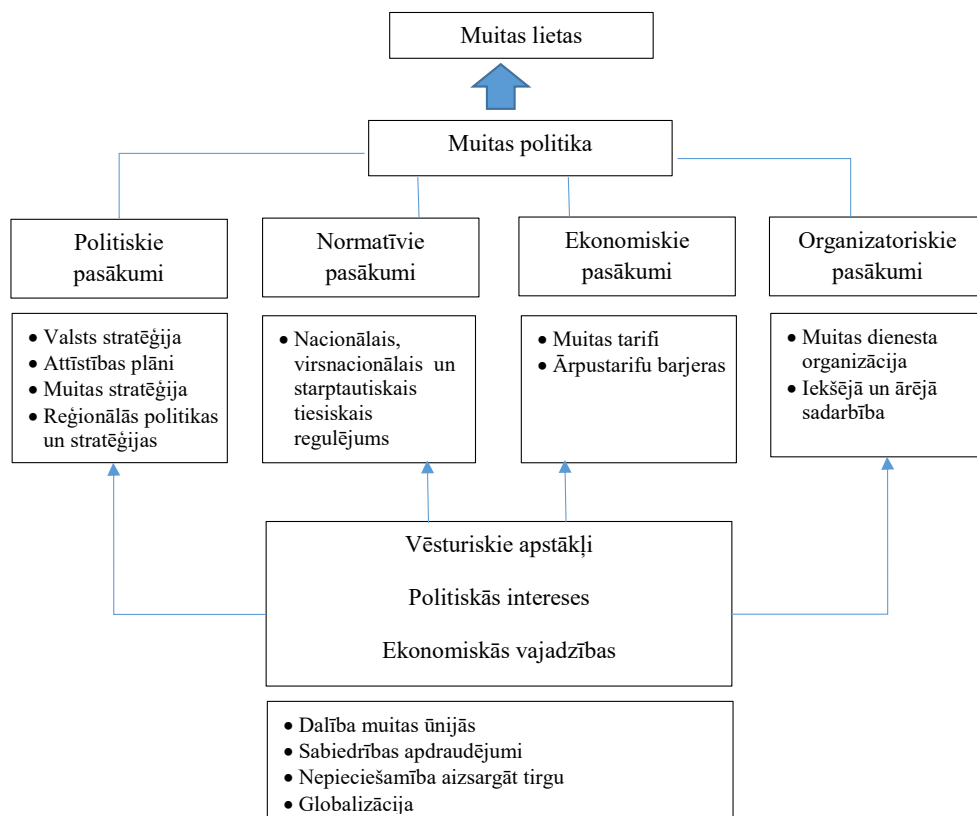 Muitas lietas
Muitas politika
Politiskie
pasākumi
Normatīvie
pasākumi
Ekonomiskie
pasākumi
Organizatoriskie
pasākumi
• Valsts stratēģija
• Attīstības plāni
• Muitas stratēģija
• Reģionālās politikas
un stratēģijas
• Nacionālais,
virsnacionālais un
starptautiskais
tiesiskais
regulējums
• Muitas tarifi
• Ārpustarifu barjeras
• Muitas dienesta
organizācija
• Iekšējā un ārējā
sadarbība
Vēsturiskie apstākļi
Politiskās intereses
Ekonomiskās vajadzības
• Dalība muitas ūnijās
• Sabiedrības apdraudējumi
• Nepieciešamība aizsargāt tirgu
• Globalizācija